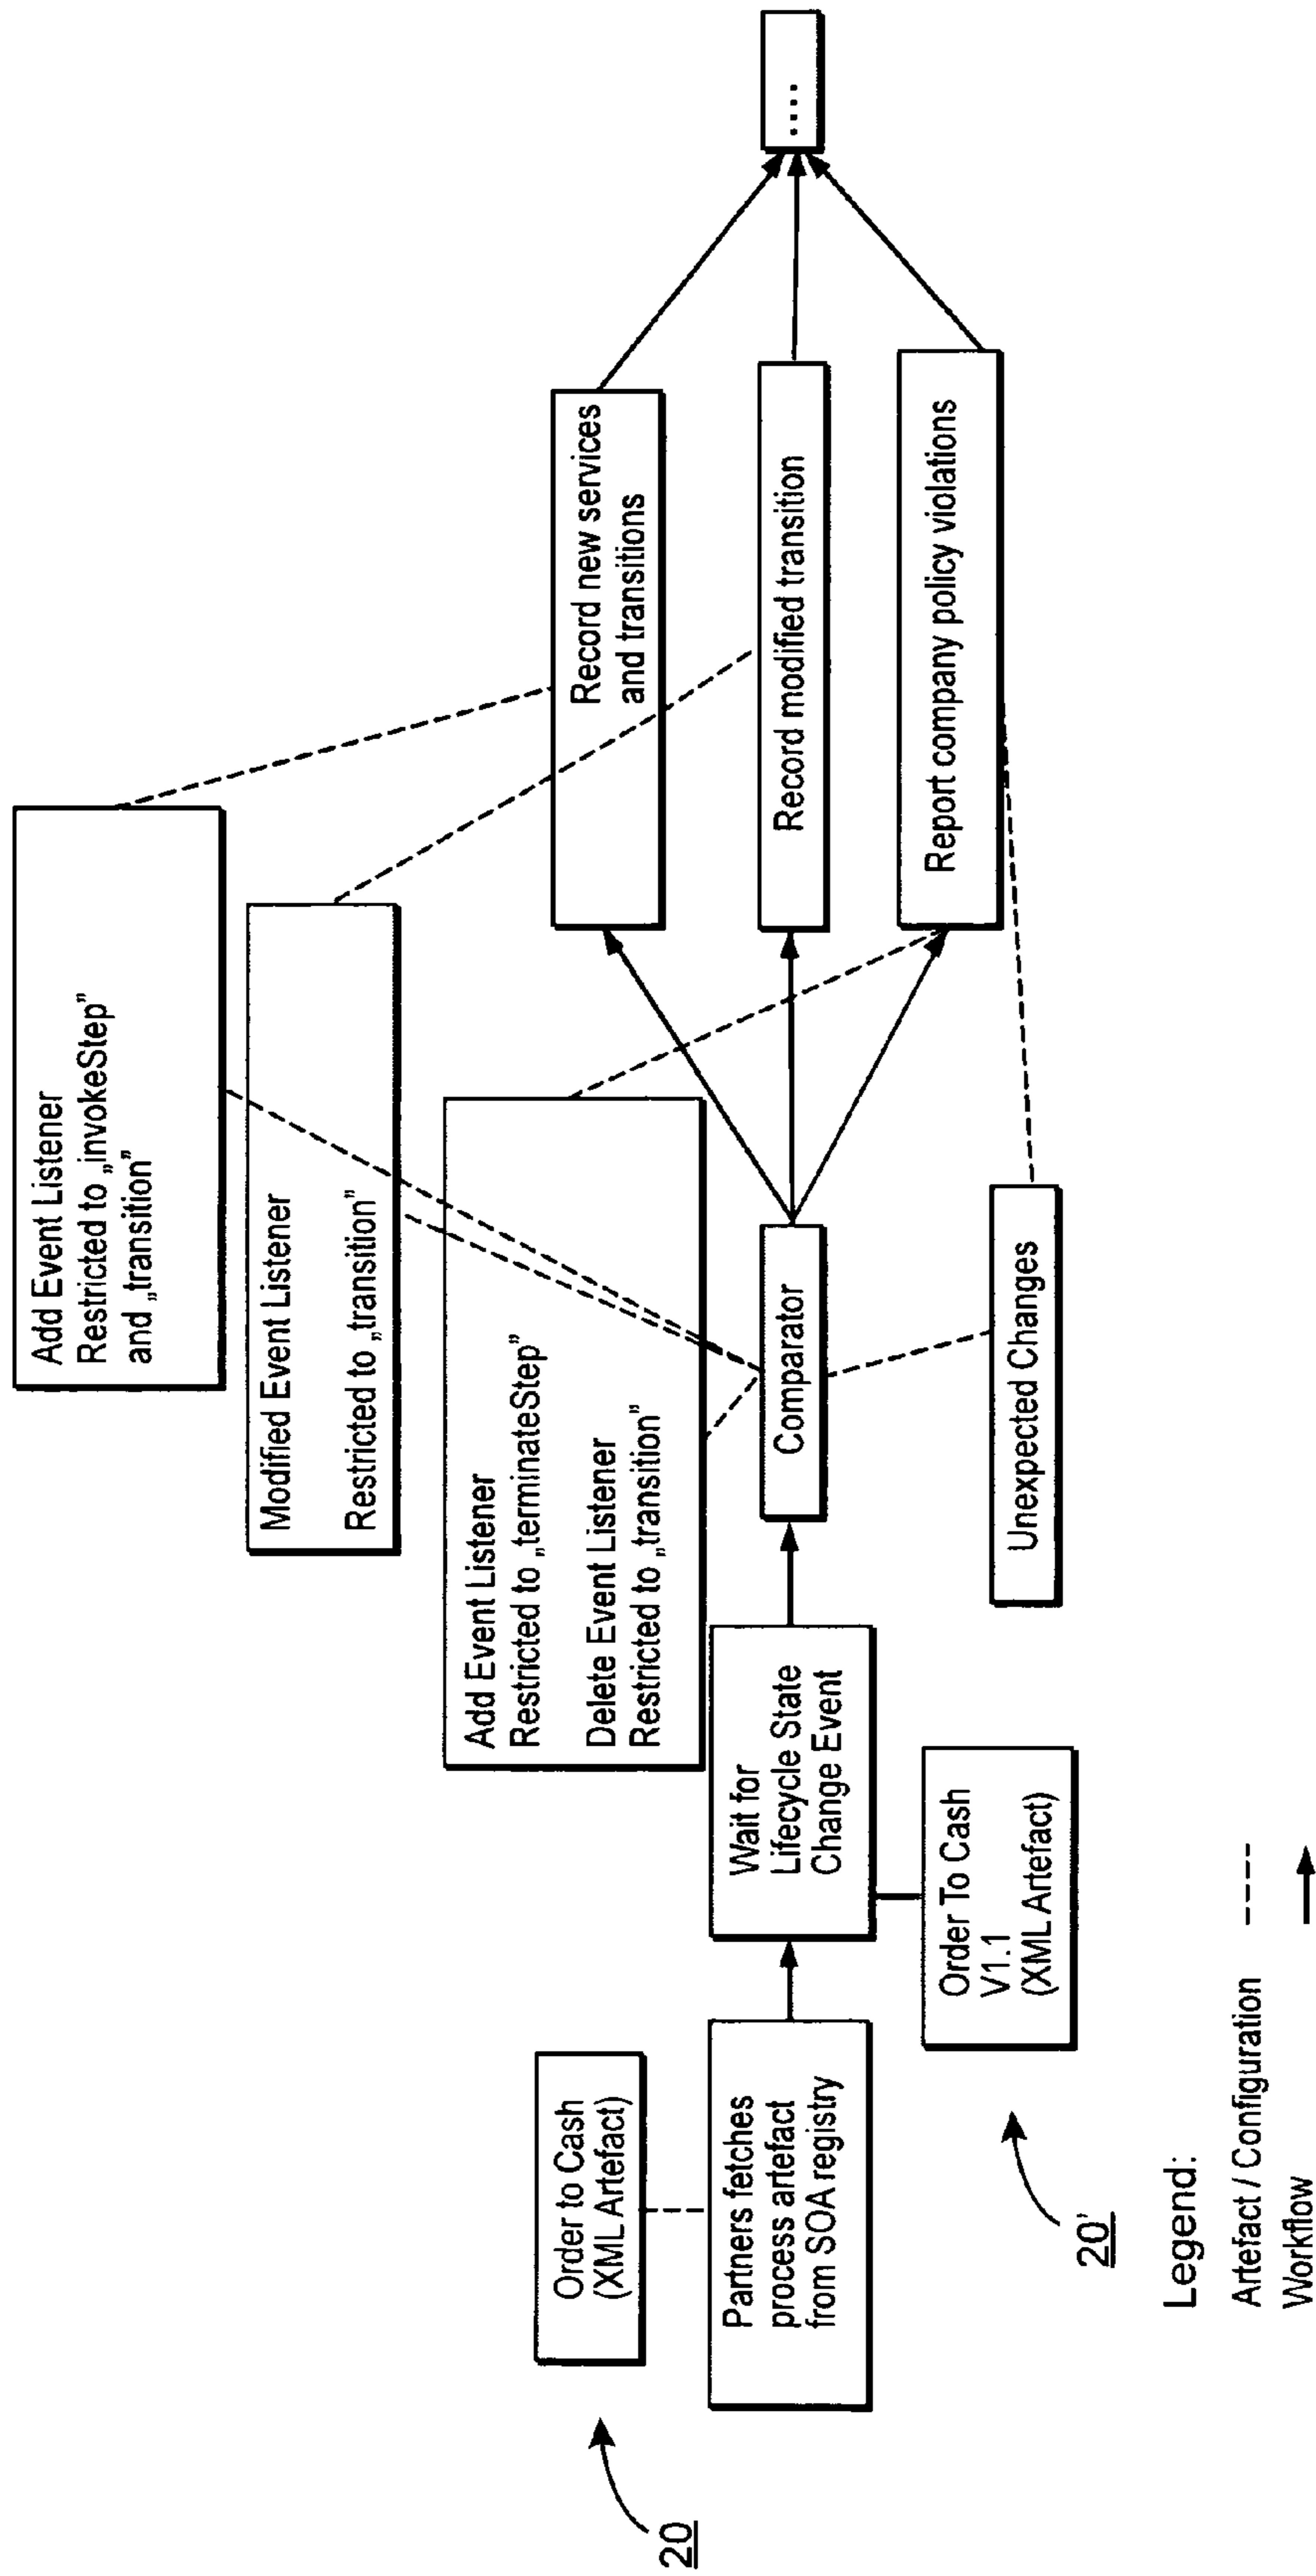 Add Event Listener
Restricted to „invokeStep”
and „transition”
Modified Event Listener
Restricted to „transition”
Add Event Listener
Restricted to „terminateStep”
Delete Event Listener
Restricted to „transition”
Order to Cash
(XML Artefact)
20
Partners fetches
process artefact
from SOA registry
Wait for
Lifecycle State
Change Event
Comparator
Record new services
and transitions
Record modified transition
Report company policy violations
....
Order To Cash
V1.1
(XML Artefact)
20'
Unexpected Changes
Legend:
Artefact / Configuration
Workflow